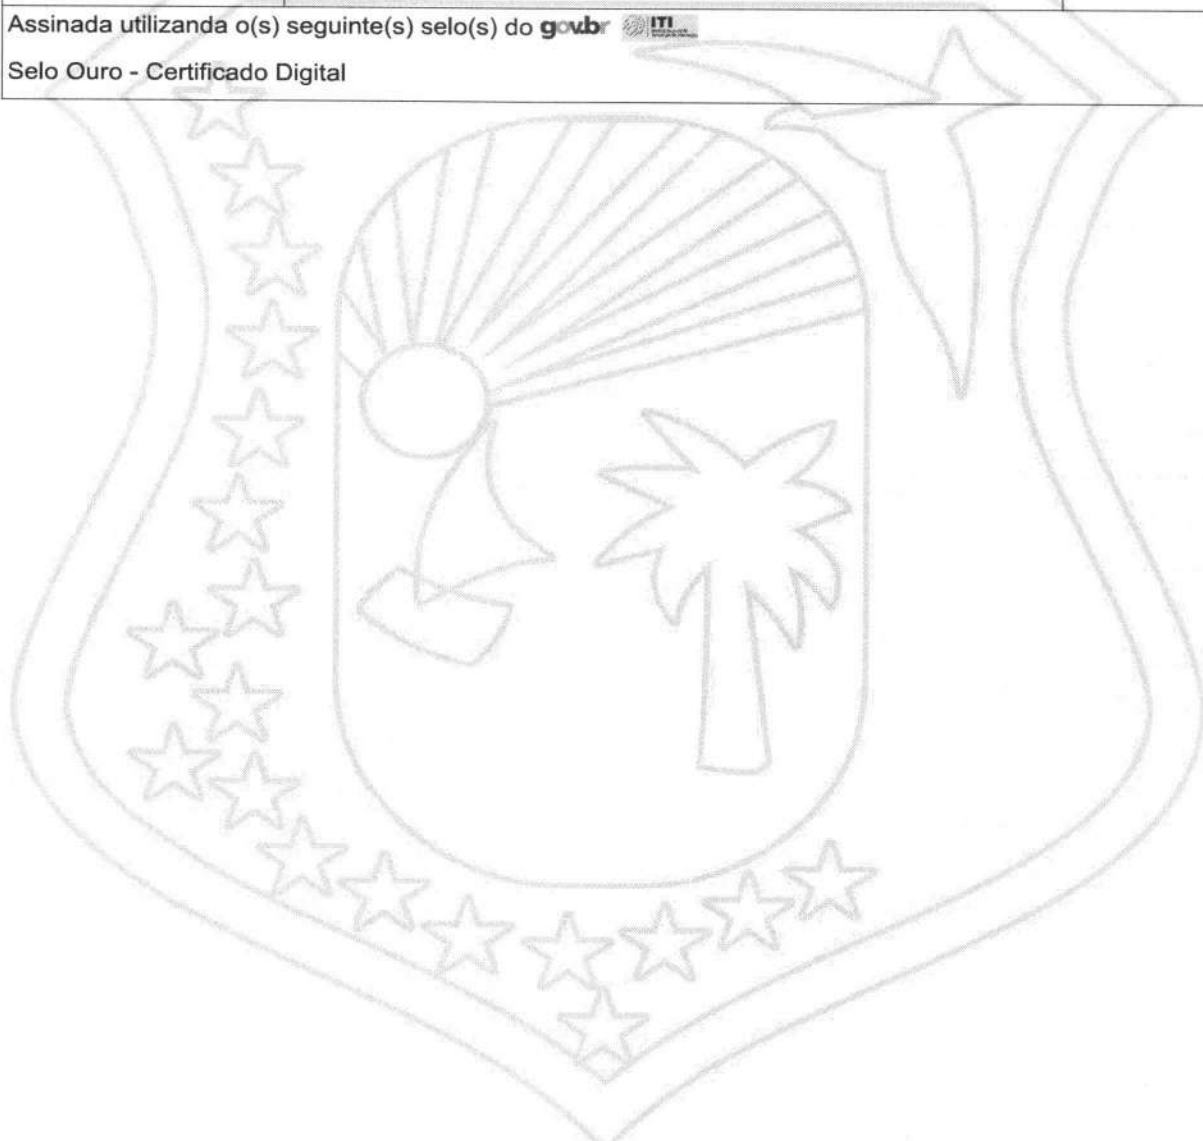 Assinada utilizanda o(s) seguinte(s) selo(s) do gov.br ITI
Selo Ouro - Certificado Digital